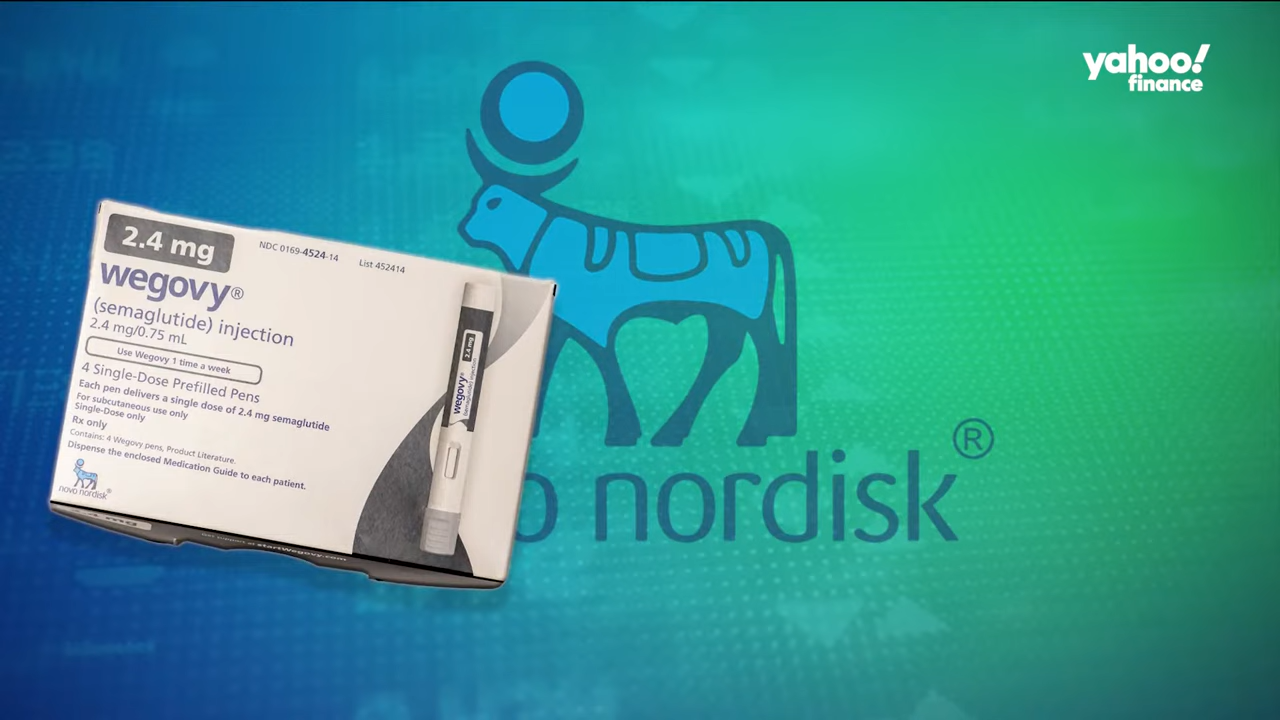 yahoo!
finance
2.4 mg
NDC 0169-4524-14
List 452414
wegovy®
(semaglutide) injection
2.4 mg/0.75 mL
Use Wegovy 1 time a week
4 Single-Dose Prefilled Pens
Each pen delivers a single dose of 2.4 mg semaglutide
For subcutaneous use only
Single-Dose only
Rx only
Contains: 4 Wegovy pens, Product Literature.
Dispense the enclosed Medication Guide to each patient.
novo nordisk®
2.4 mg
wegovy®
(semaglutide) injection
nordisk®